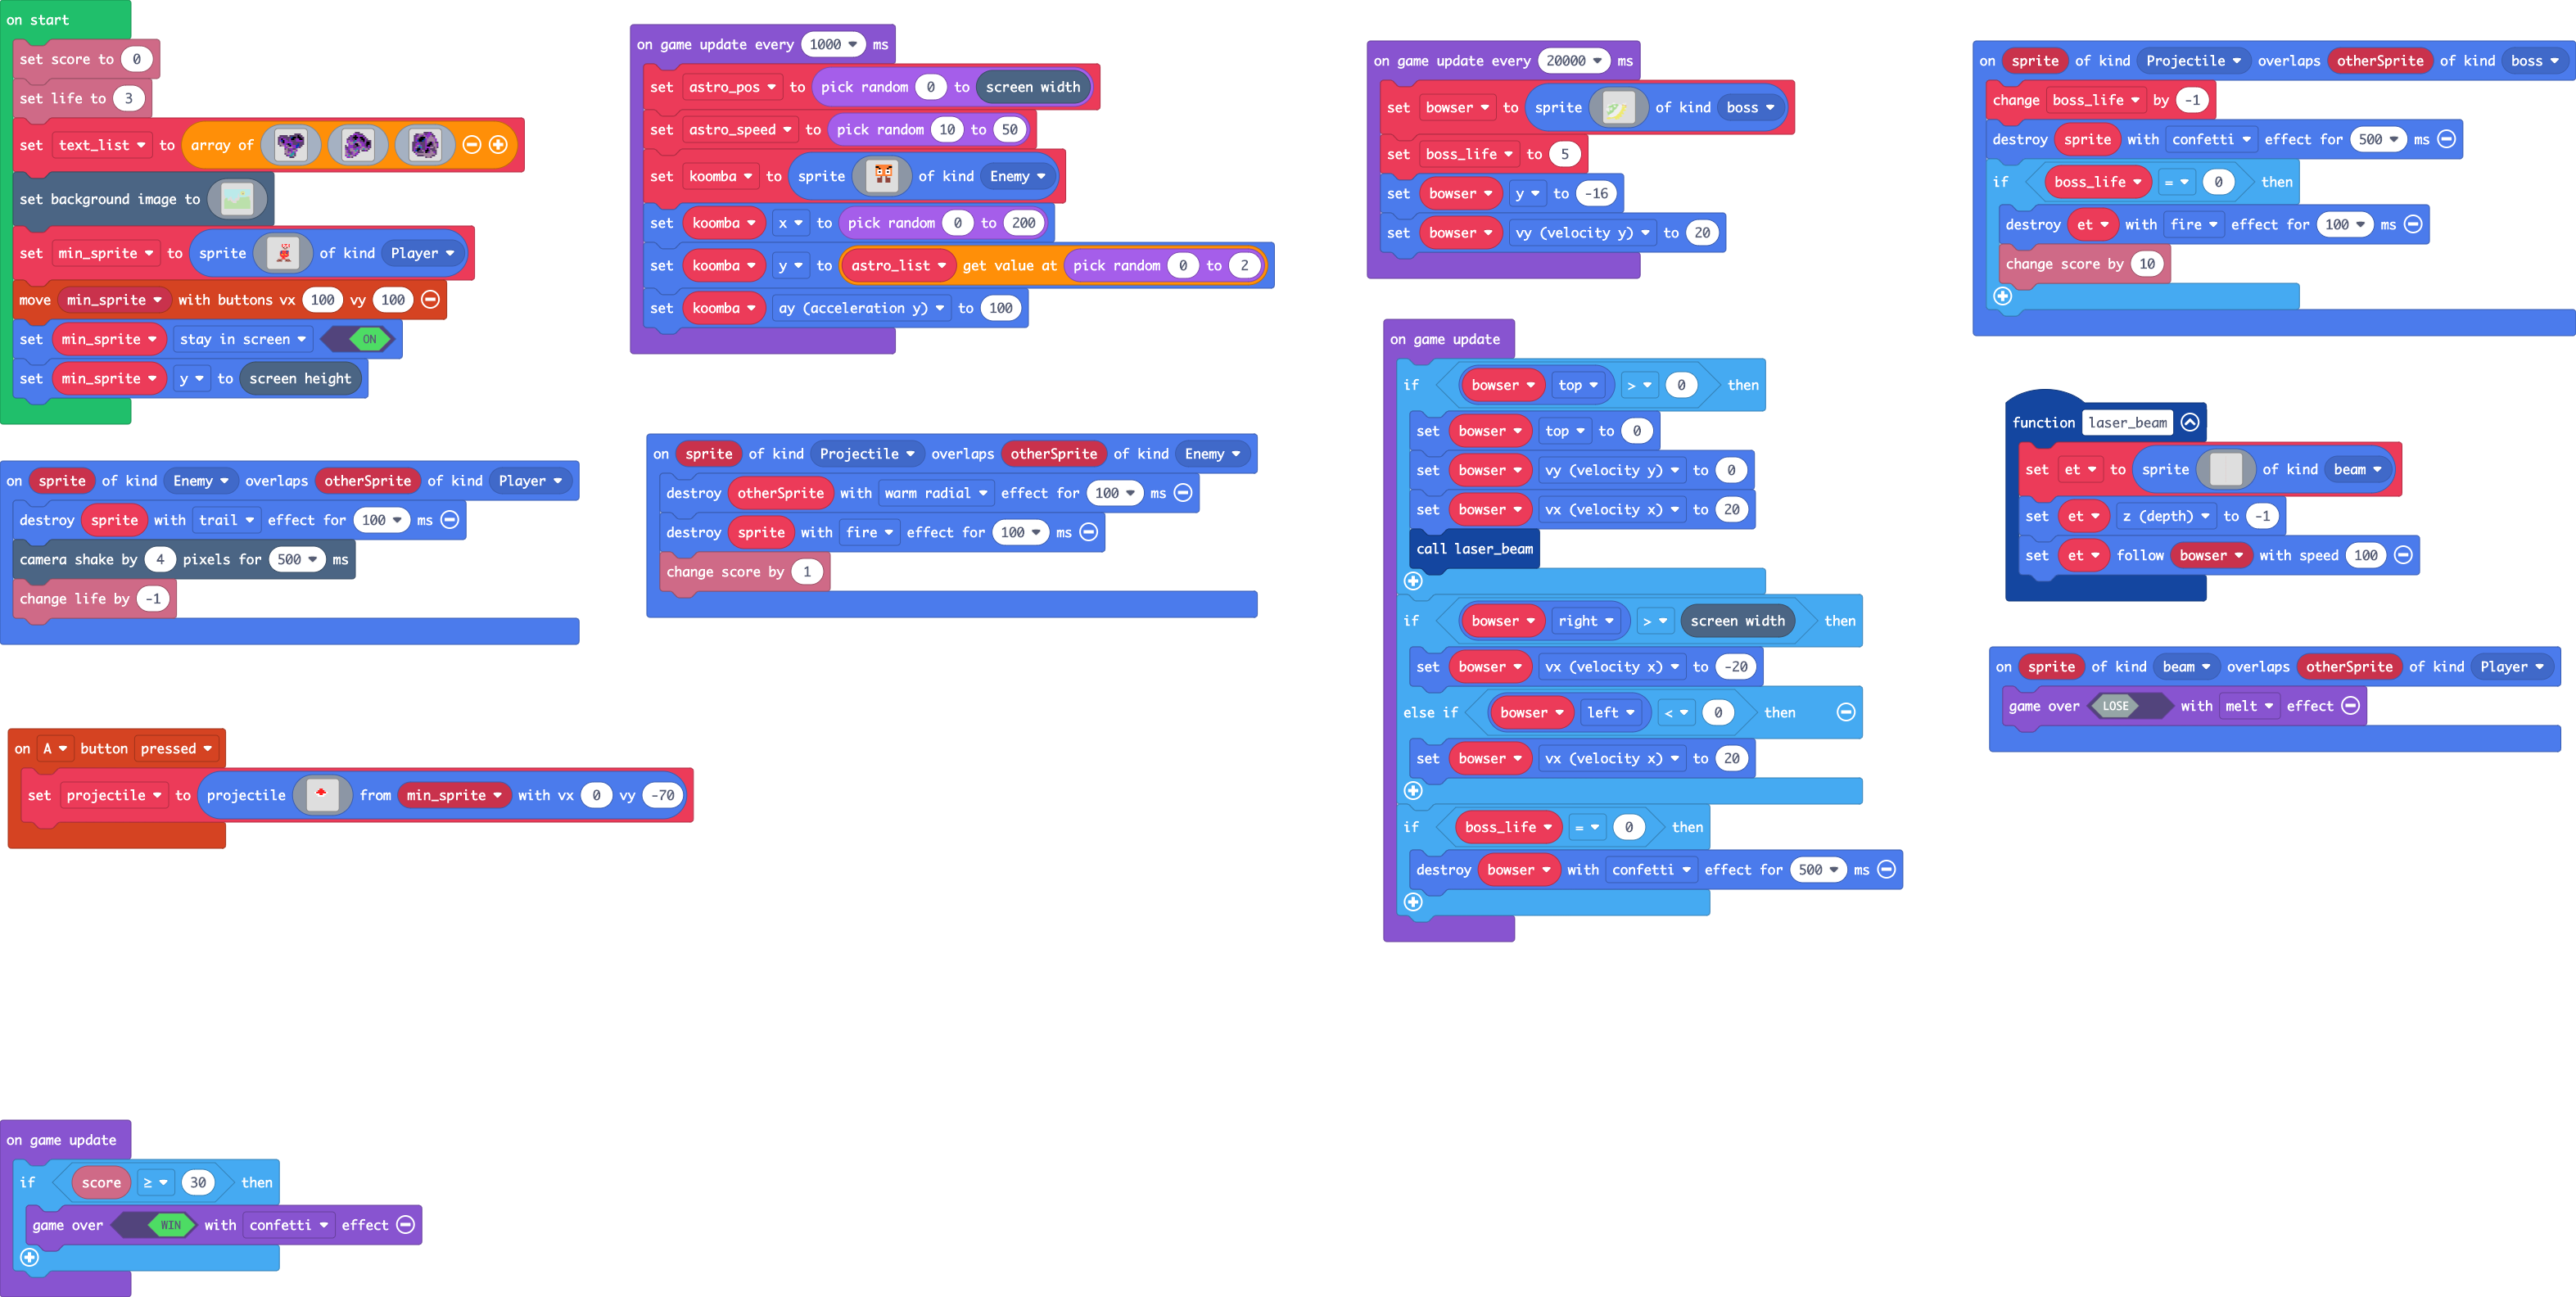 on start
set score to 0
set life to 3
set text_list to array of
set background image to
set min_sprite to sprite of kind Player
move min_sprite with buttons vx 100 vy 100
set min_sprite stay in screen ON
set min_sprite y to screen height
on sprite of kind Enemy overlaps otherSprite of kind Player
destroy sprite with trail effect for 100 ms
camera shake by 4 pixels for 500 ms
change life by -1
on A button pressed
set projectile to projectile from min_sprite with vx 0 vy -70
on game update
if score ≥ 30 then
game over WIN with confetti effect
on game update every 1000 ms
set astro_pos to pick random 0 to screen width
set astro_speed to pick random 10 to 50
set koomba to sprite of kind Enemy
set koomba x to pick random 0 to 200
set koomba y to astro_list get value at pick random 0 to 2
set koomba ay (acceleration y) to 100
on sprite of kind Projectile overlaps otherSprite of kind Enemy
destroy otherSprite with warm radial effect for 100 ms
destroy sprite with fire effect for 100 ms
change score by 1
on game update every 20000 ms
set bowser to sprite of kind boss
set boss_life to 5
set bowser y to -16
set bowser vy (velocity y) to 20
on game update
if bowser top > 0 then
set bowser top to 0
set bowser vy (velocity y) to 0
set bowser vx (velocity x) to 20
call laser_beam
if bowser right > screen width then
set bowser vx (velocity x) to -20
else if bowser left < 0 then
set bowser vx (velocity x) to 20
if boss_life = 0 then
destroy bowser with confetti effect for 500 ms
on sprite of kind Projectile overlaps otherSprite of kind boss
change boss_life by -1
destroy sprite with confetti effect for 500 ms
if boss_life = 0 then
destroy et with fire effect for 100 ms
change score by 10
function laser_beam
set et to sprite of kind beam
set et z (depth) to -1
set et follow bowser with speed 100
on sprite of kind beam overlaps otherSprite of kind Player
game over LOSE with melt effect